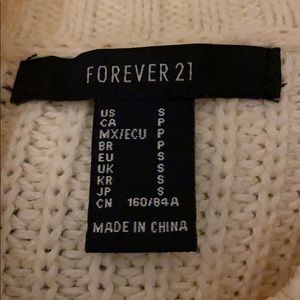 FOREVER 21
US S
CA P
MX/ECU P
BR P
EU S
UK S
KR S
JP S
CN 160/84A
MADE IN CHINA